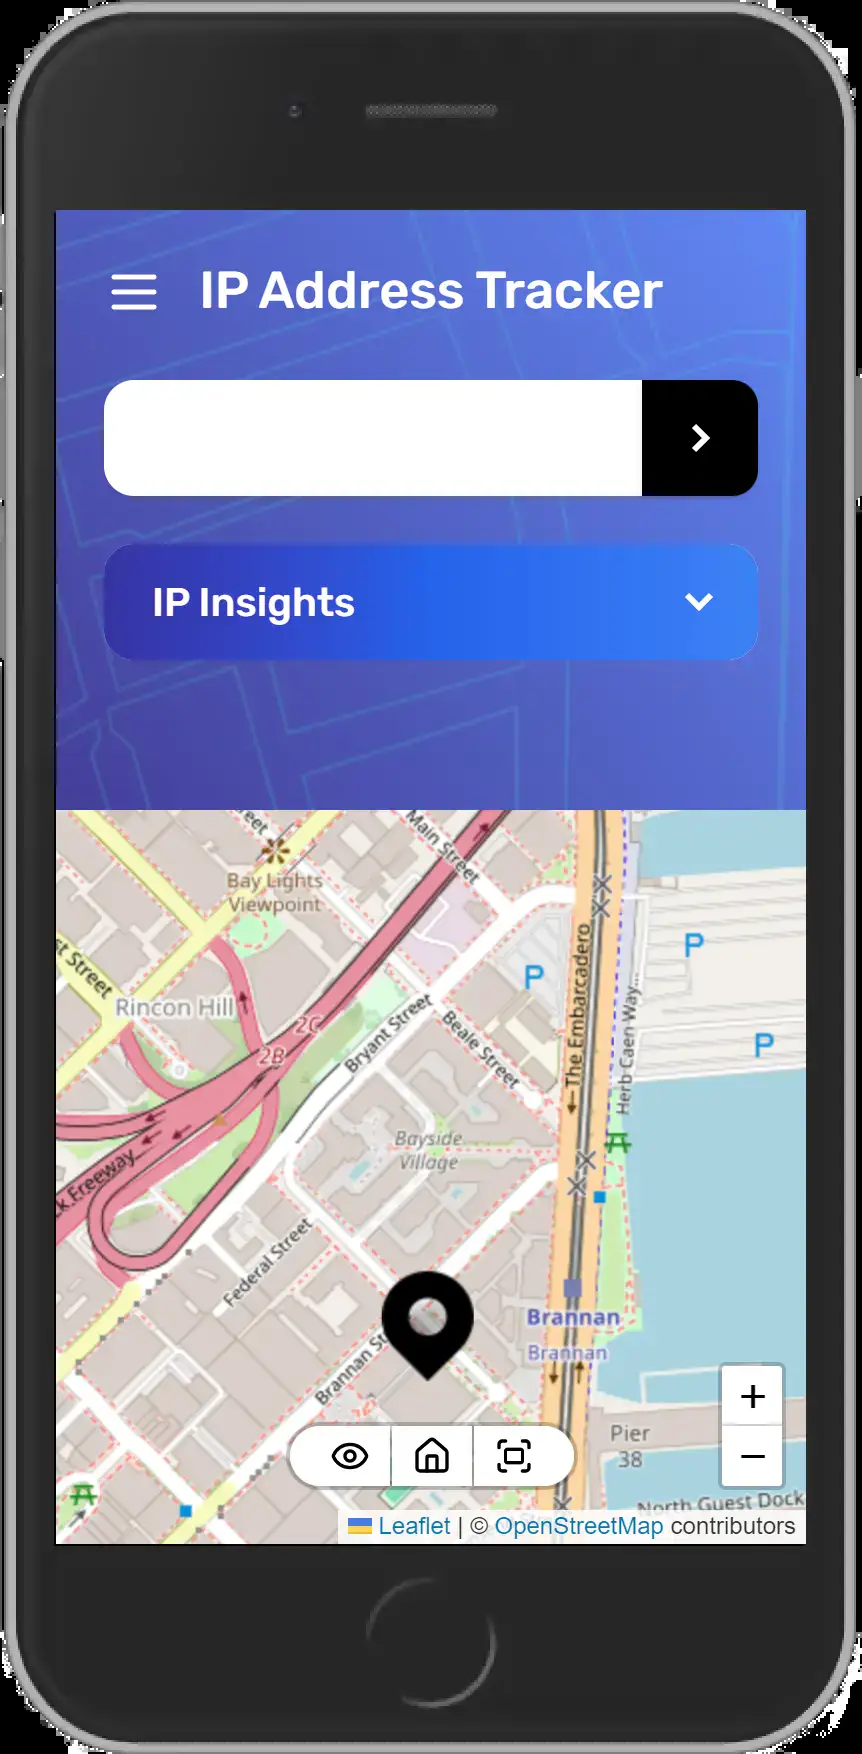 IP Address Tracker
IP Insights
Main Street
Bay Lights
Viewpoint
P
P
st Street
The Embarcadero
Rincon Hill
2C
Herb Caen Way...
Bryant Street
Beale Street
P
2B
Bayside
Village
k Freeway
Federal Street
Brannan
Brannan St
Brannan
+
Pier
38
−
North Guest Dock
Leaflet | © OpenStreetMap contributors